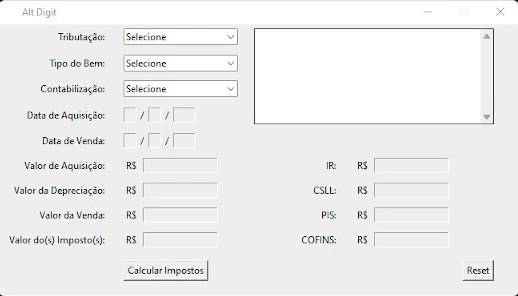 Alt Digit
Tributação: Selecione
Tipo do Bem: Selecione
Contabilização: Selecione
Data de Aquisição: / /
Data de Venda: / /
Valor de Aquisição: R$ IR: R$
Valor da Depreciação: R$ CSLL: R$
Valor da Venda: R$ PIS: R$
Valor do(s) Imposto(s): R$ COFINS: R$
Calcular Impostos Reset